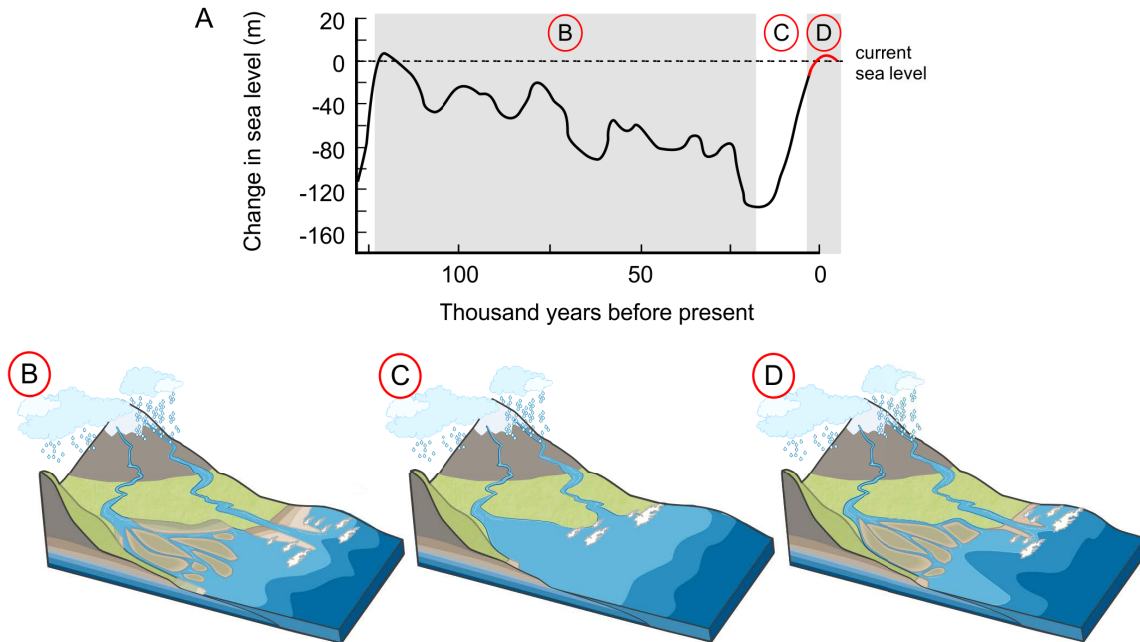 A
B
C
D
Change in sea level (m)
20
0
-40
-80
-120
-160
current
sea level
100
50
0
Thousand years before present
B
C
D